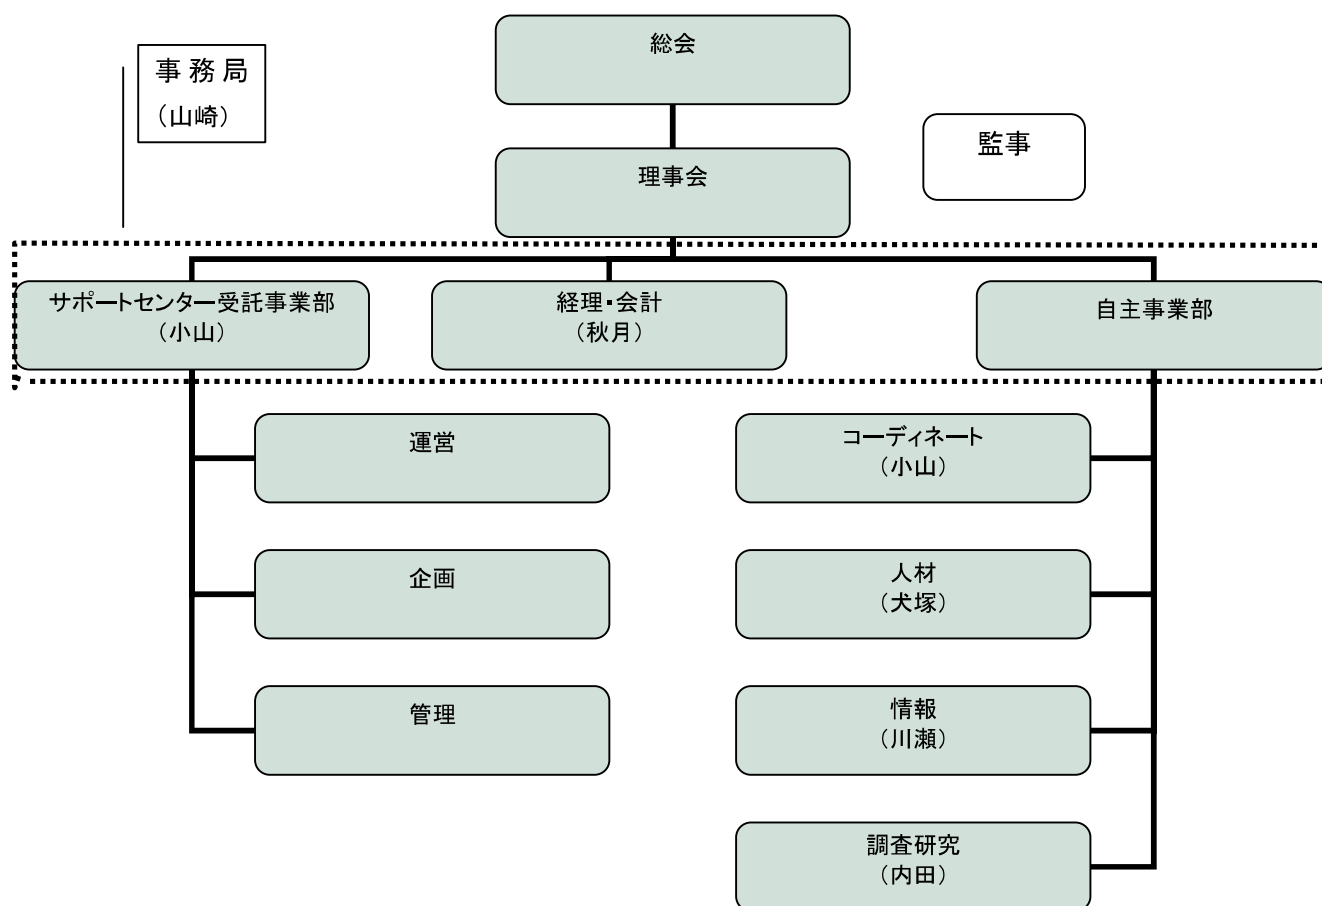 総会
事務局
（山崎）
監事
理事会
サポートセンター受託事業部
（小山）
経理・会計
（秋月）
自主事業部
運営
コーディネート
（小山）
企画
人材
（犬塚）
管理
情報
（川瀬）
調査研究
（内田）